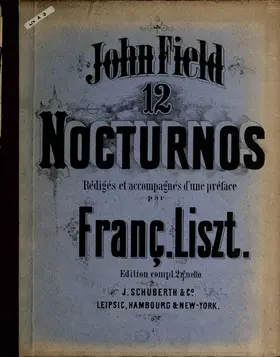 John Field
12
NOCTURNOS
Rédigés et accompagnés d'une préface
par
Franç. Liszt.
Edition compl. 2
J. SCHUBERTH & Co.
LEIPSIC, HAMBOURG & NEW-YORK.